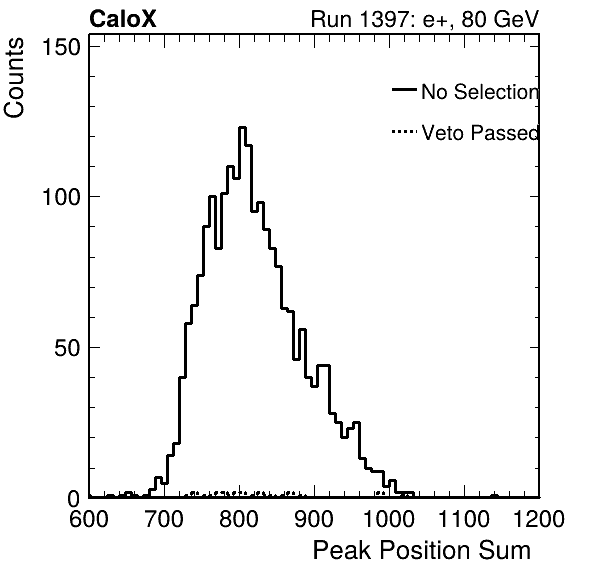 CaloX Run 1397: e+, 80 GeV
Counts
150
100
50
0
No Selection
Veto Passed
600 700 800 900 1000 1100 1200
Peak Position Sum